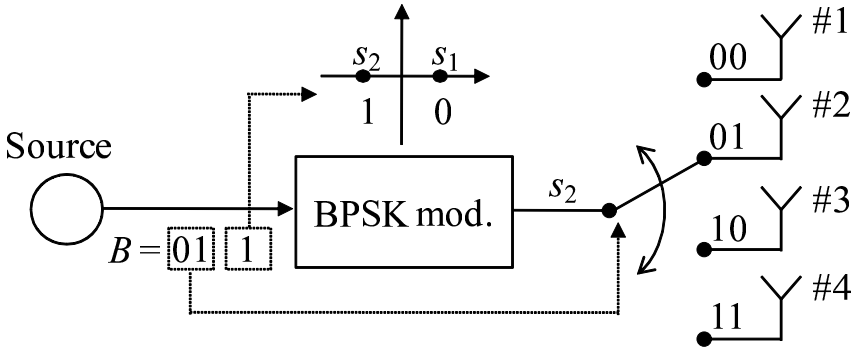 s₂ s₁
1 0
Source
B = 01 1
BPSK mod.
s₂
00 #1
01 #2
10 #3
11 #4